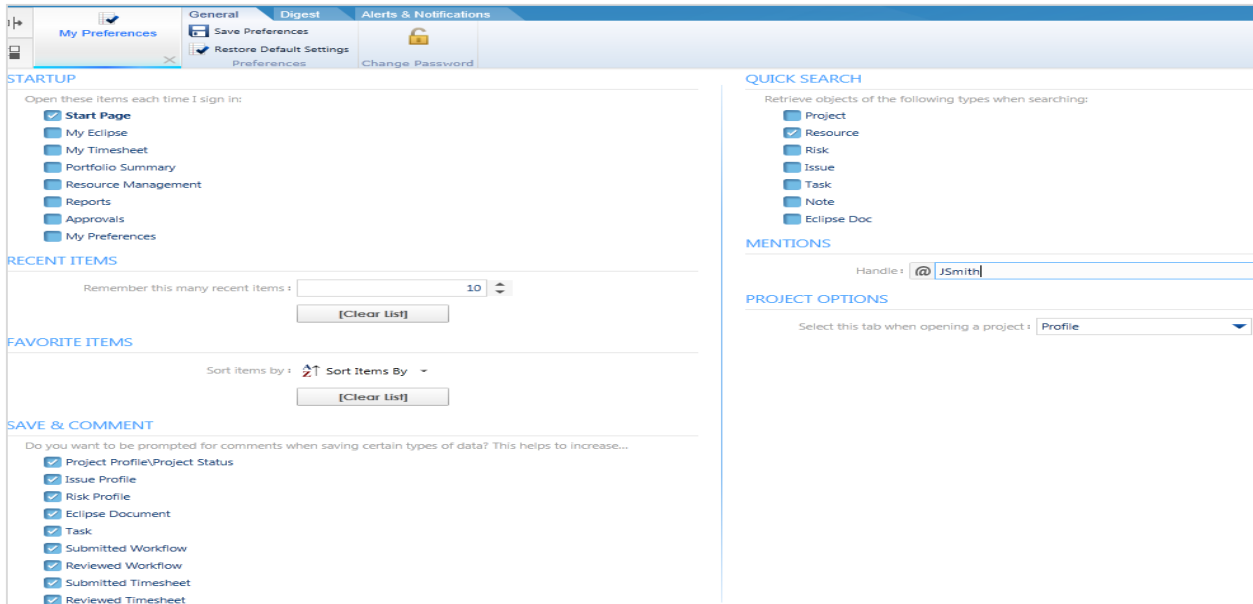 General Digest Alerts & Notifications
My Preferences
Save Preferences
Restore Default Settings
Preferences
Change Password
STARTUP
Open these items each time I sign in:
Start Page
My Eclipse
My Timesheet
Portfolio Summary
Resource Management
Reports
Approvals
My Preferences
RECENT ITEMS
Remember this many recent items : 10
[Clear List]
FAVORITE ITEMS
Sort items by : Sort Items By
[Clear List]
SAVE & COMMENT
Do you want to be prompted for comments when saving certain types of data? This helps to increase...
Project Profile\Project Status
Issue Profile
Risk Profile
Eclipse Document
Task
Submitted Workflow
Reviewed Workflow
Submitted Timesheet
Reviewed Timesheet
QUICK SEARCH
Retrieve objects of the following types when searching:
Project
Resource
Risk
Issue
Task
Note
Eclipse Doc
MENTIONS
Handle : @ JSmith
PROJECT OPTIONS
Select this tab when opening a project : Profile